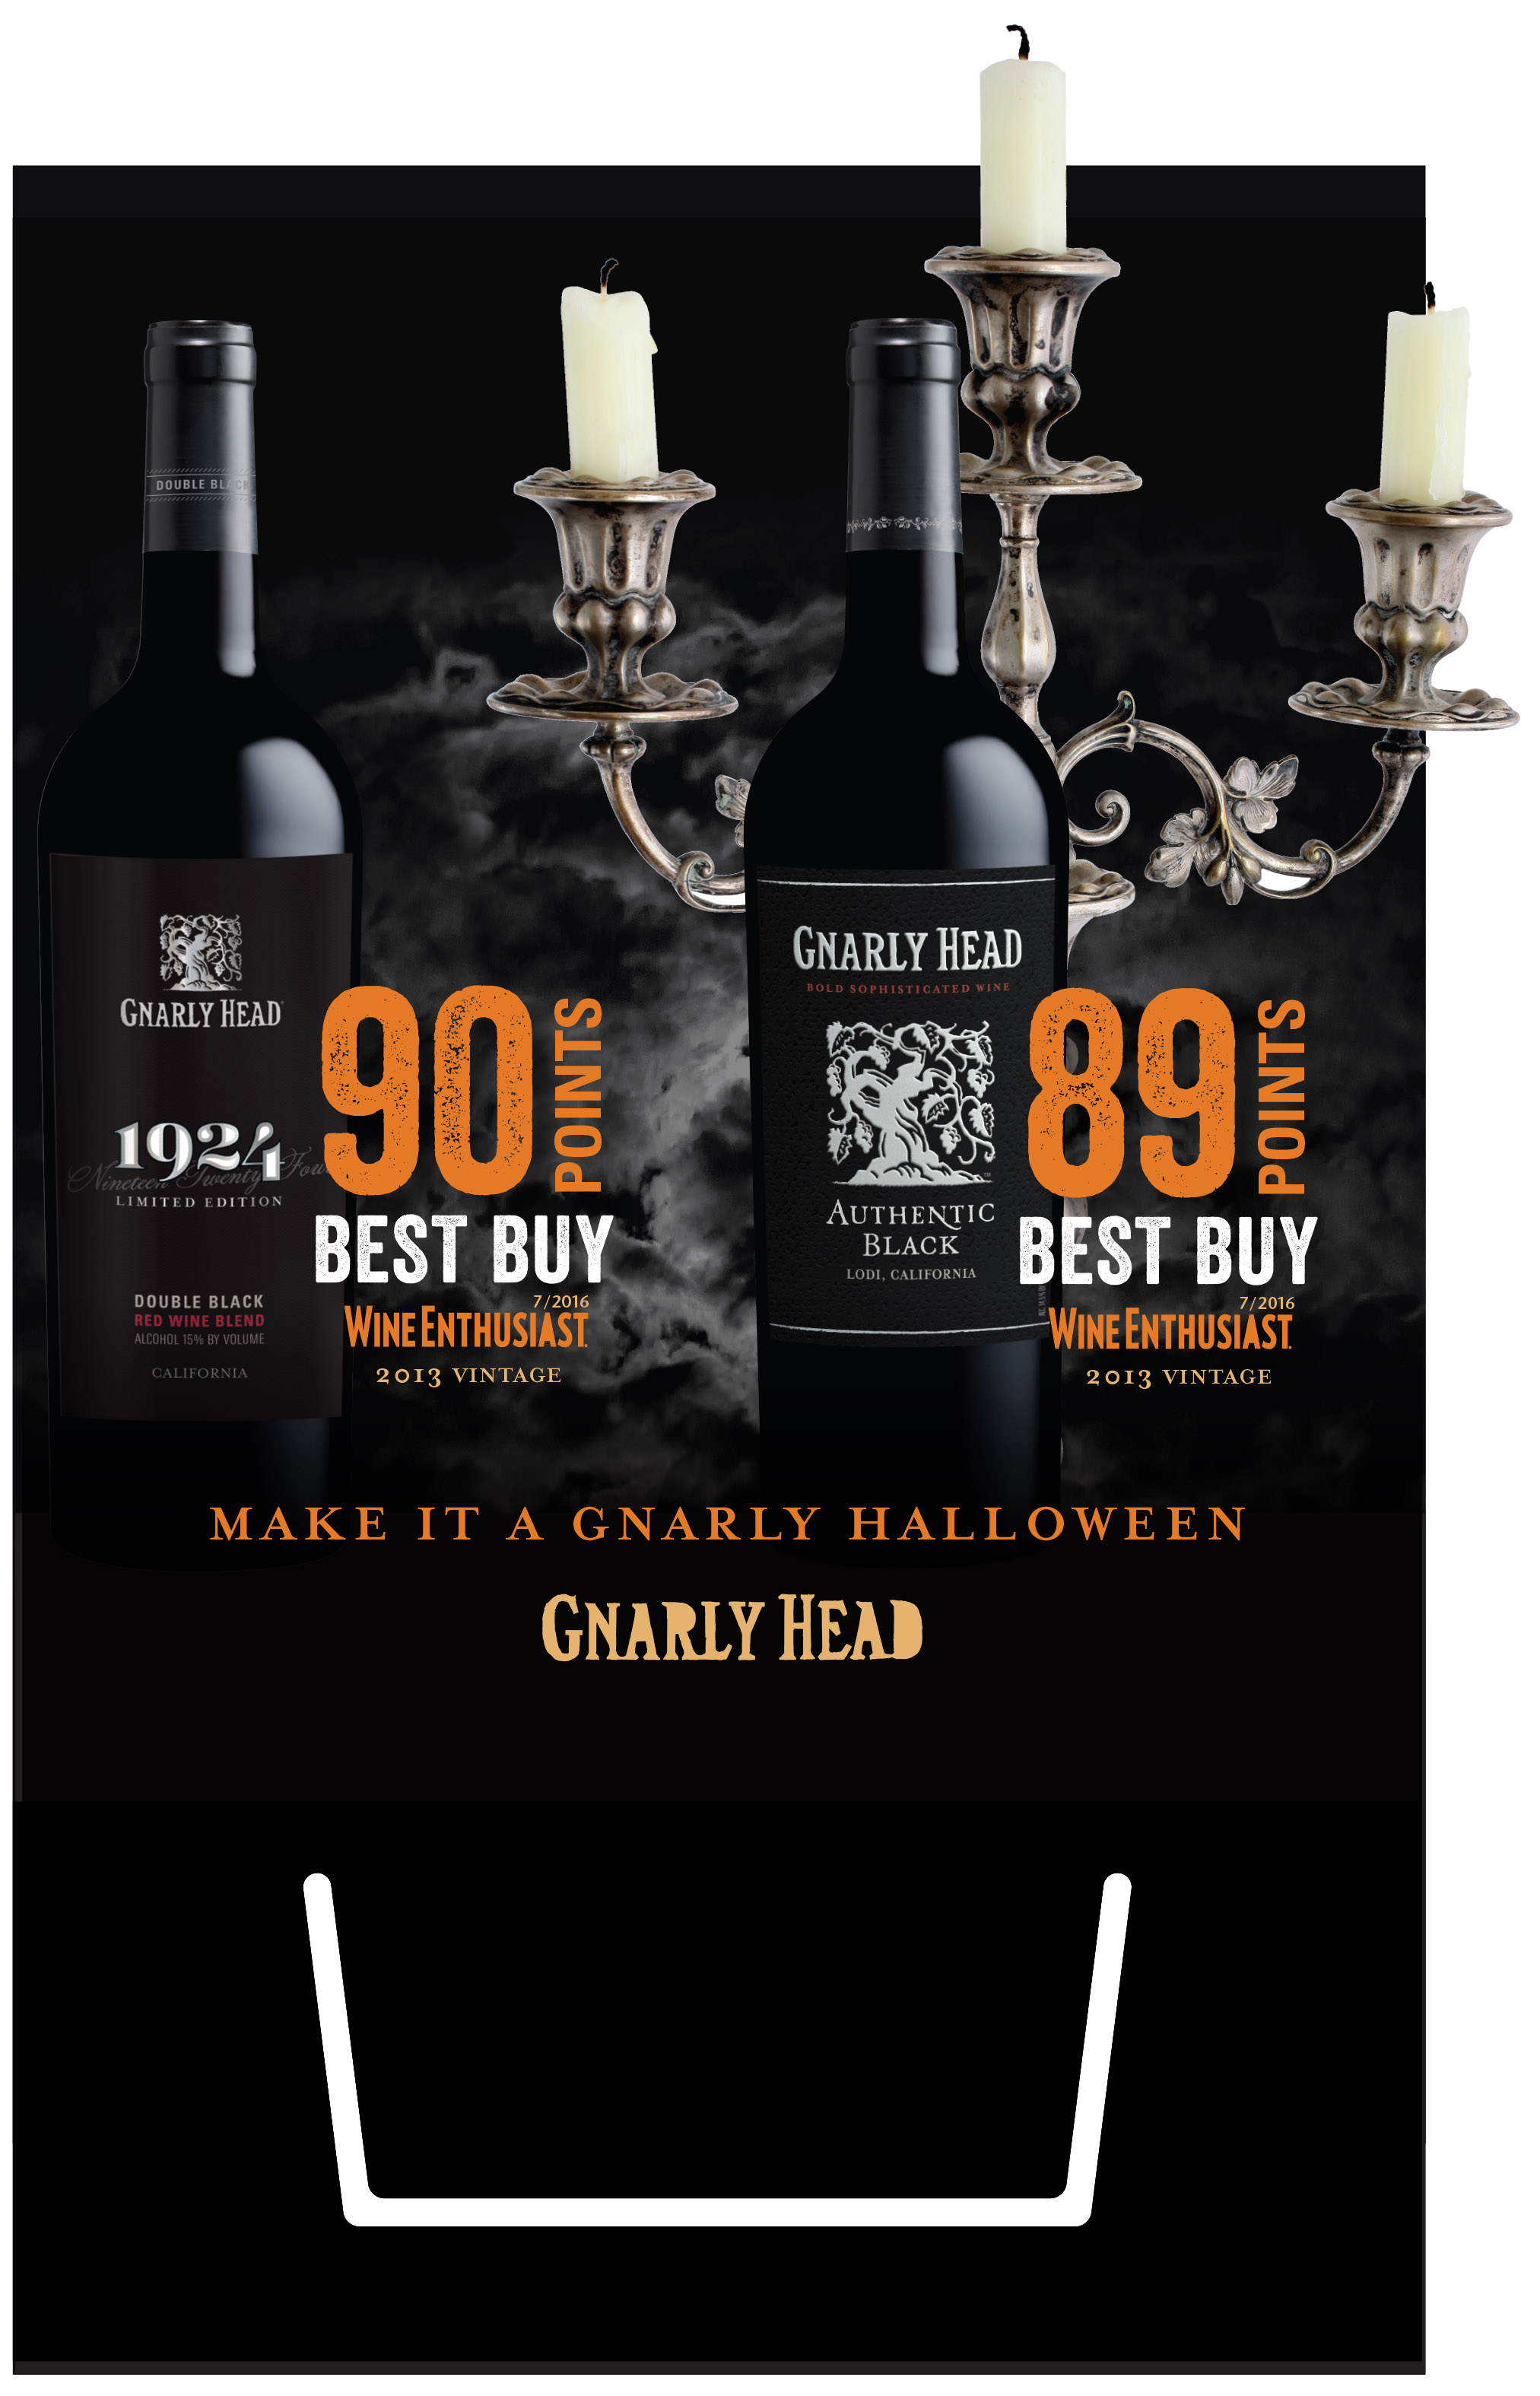 DOUBLE BLACK
GNARLY HEAD
1924
Nineteen Twenty Four
LIMITED EDITION
DOUBLE BLACK
RED WINE BLEND
ALCOHOL 15% BY VOLUME
CALIFORNIA
90 POINTS
BEST BUY
7/2016
WINE ENTHUSIAST
2013 VINTAGE
GNARLY HEAD
BOLD SOPHISTICATED WINE
AUTHENTIC
BLACK
LODI, CALIFORNIA
89 POINTS
BEST BUY
7/2016
WINE ENTHUSIAST
2013 VINTAGE
MAKE IT A GNARLY HALLOWEEN
GNARLY HEAD